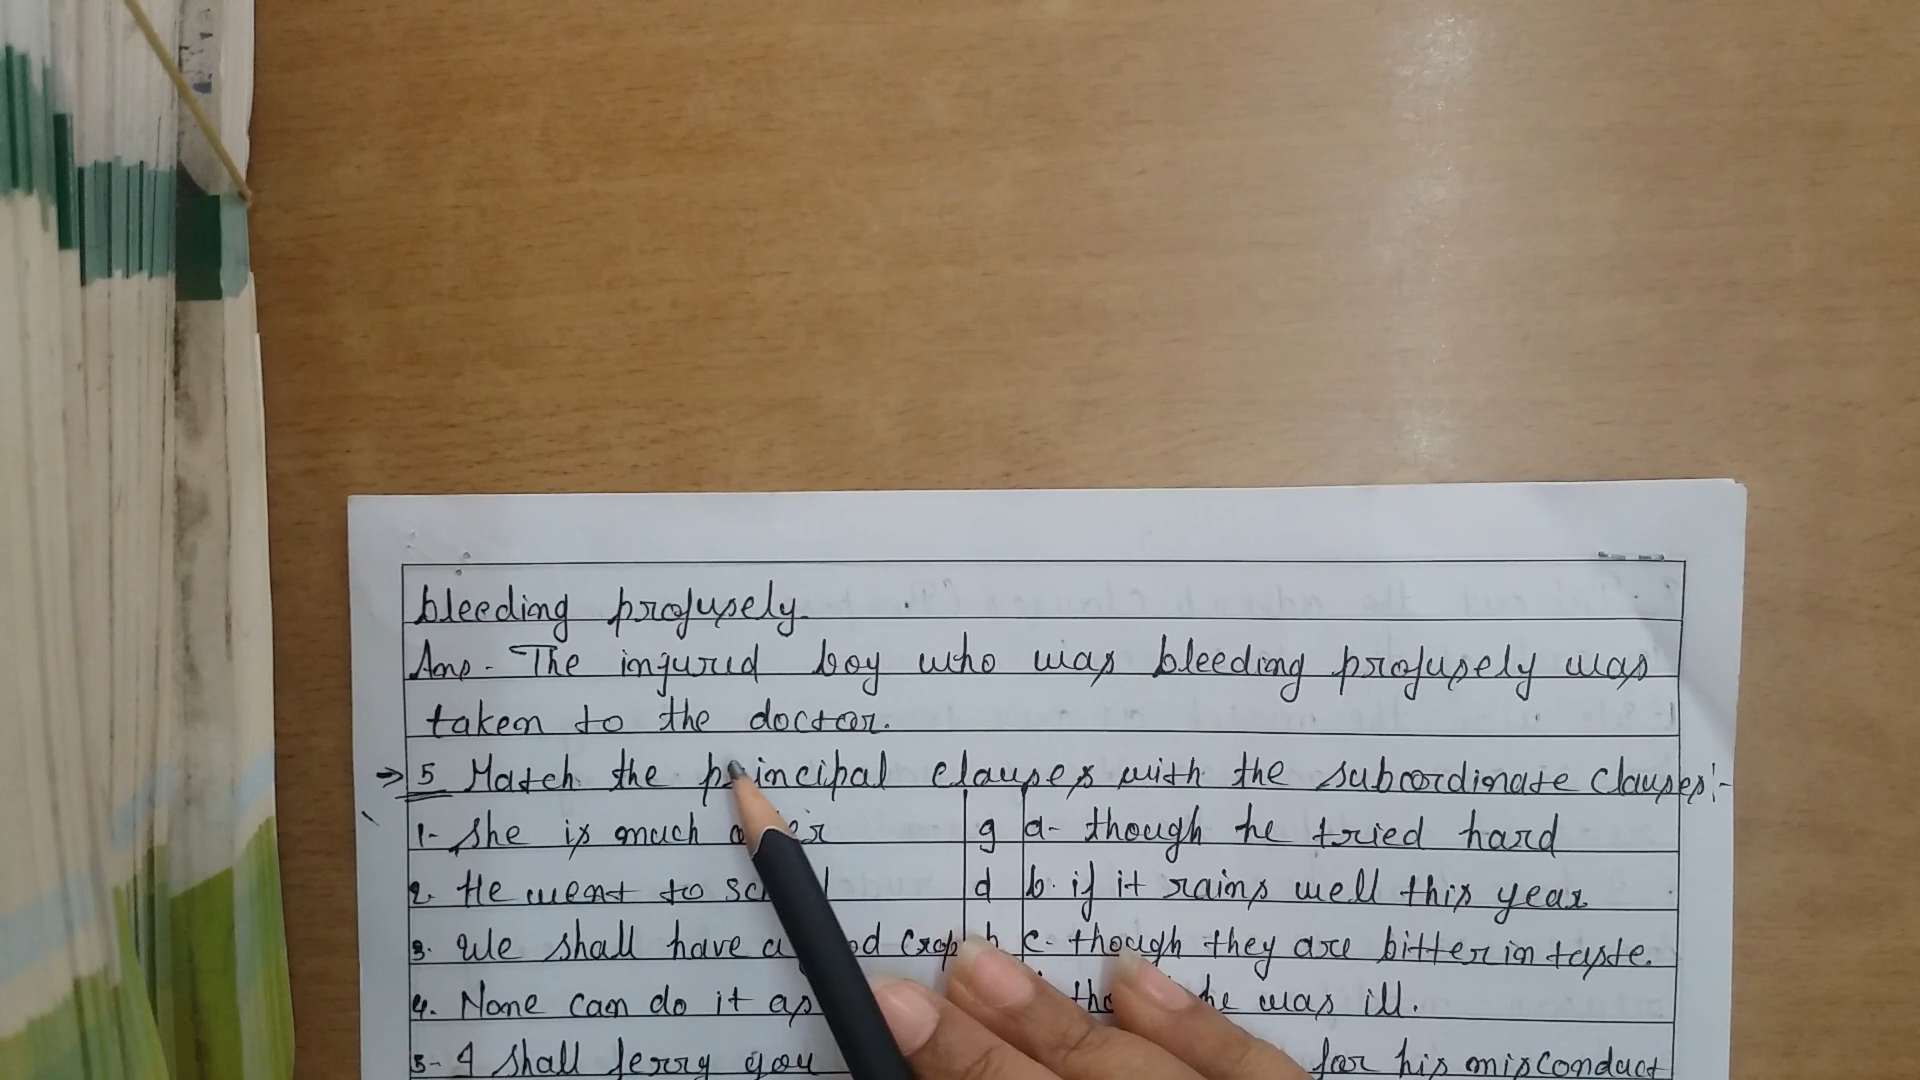 bleeding profusely.
Ans - The injured boy who was bleeding profusely was
taken to the doctor.
5 Match the principal clauses with the subordinate clauses:-
1- she is much g a- though he tried hard
2. He went to d b. if it rains well this year
3. We shall have a crop b c- though they are bitter in taste.
4. None can do it as he was ill.
5- I shall ferry you for his misconduct